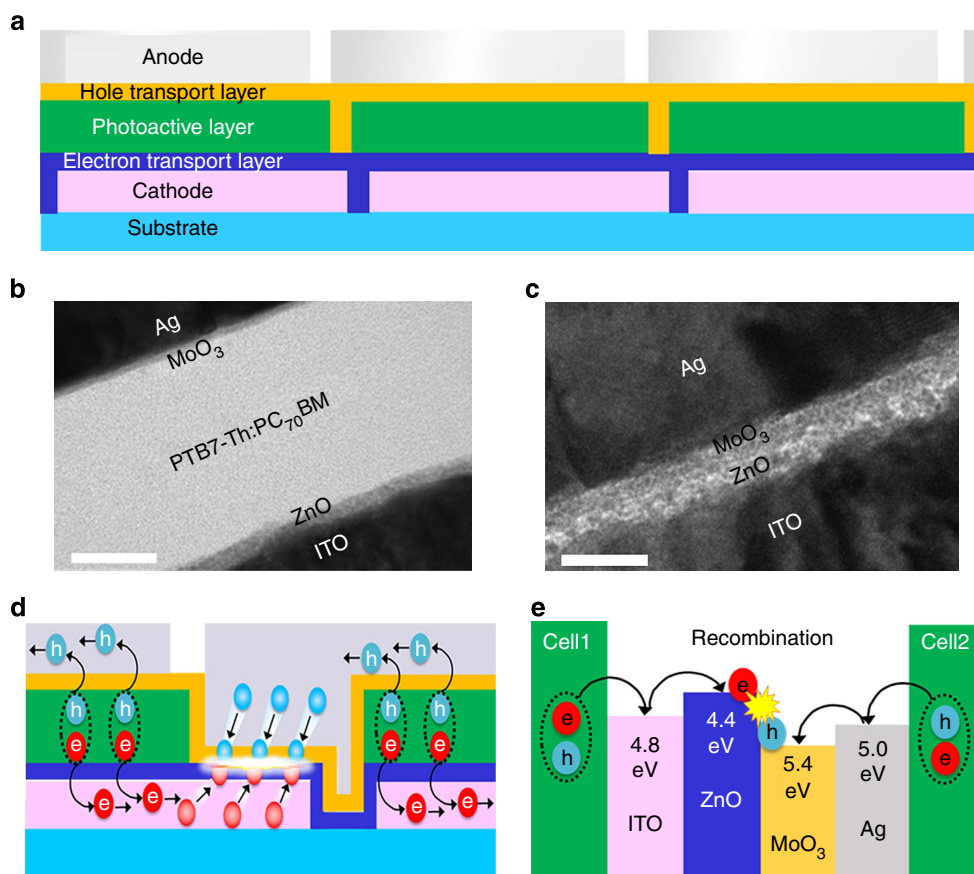 a
Anode
Hole transport layer
Photoactive layer
Electron transport layer
Cathode
Substrate
b
Ag
MoO3
PTB7-Th:PC70BM
ZnO
ITO
c
Ag
MoO3
ZnO
ITO
d
h
h
h
h
h
h
h
h
e
e
e
e
e
e
e
e
e
Cell1
Recombination
Cell2
e
h
e
h
h
e
4.8
eV
ITO
4.4
eV
ZnO
5.4
eV
MoO3
5.0
eV
Ag